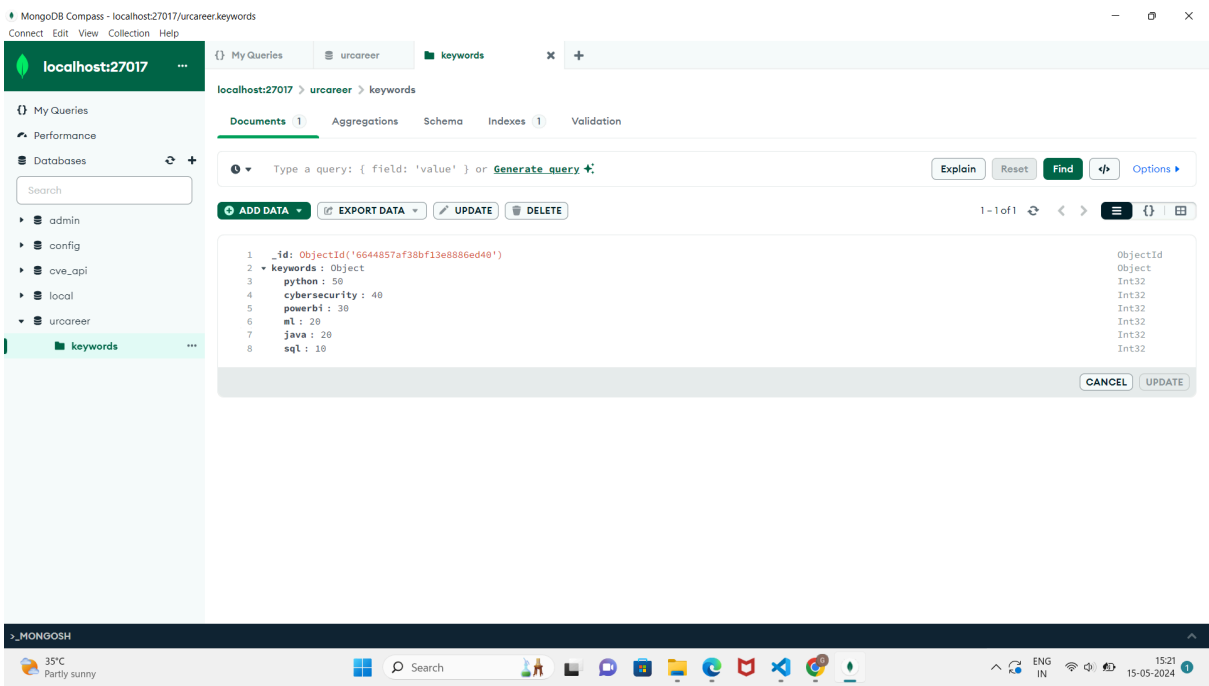 MongoDB Compass - localhost:27017/urcareer.keywords
Connect Edit View Collection Help
localhost:27017 ...
{} My Queries
urcareer
keywords
localhost:27017 > urcareer > keywords
{} My Queries
Performance
Databases
Search
admin
config
cve_api
local
urcareer
keywords ...
Documents 1 Aggregations Schema Indexes 1 Validation
Type a query: { field: 'value' } or Generate query
Explain Reset Find </> Options
ADD DATA EXPORT DATA UPDATE DELETE
1 – 1 of 1 {}
1 _id: ObjectId('6644857af38bf13e8886ed40') ObjectId
2 keywords : Object Object
3 python : 50 Int32
4 cybersecurity : 40 Int32
5 powerbi : 30 Int32
6 ml : 20 Int32
7 java : 20 Int32
8 sql : 10 Int32
CANCEL UPDATE
>_MONGOSH
35°C
Partly sunny
Search
ENG
IN
15:21
15-05-2024
1